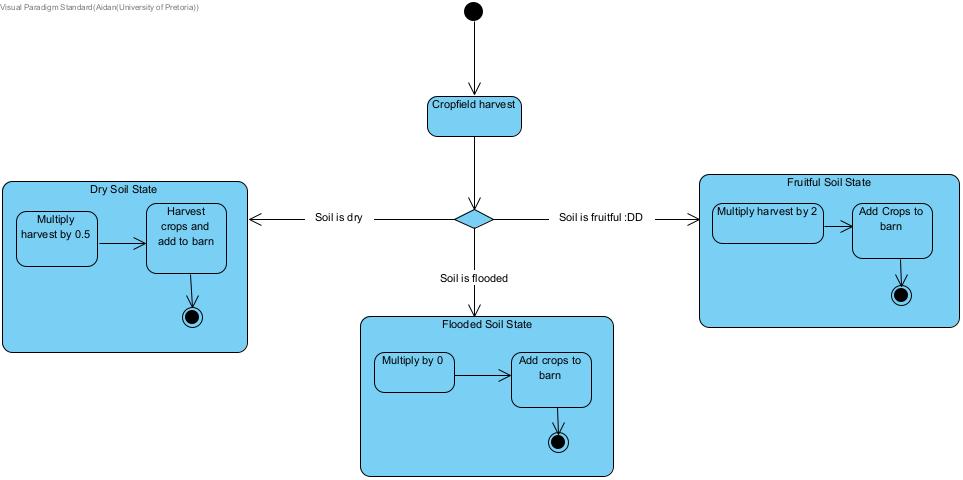 Visual Paradigm Standard(Aidan(University of Pretoria))
Cropfield harvest
Dry Soil State
Multiply
harvest by 0.5
Harvest
crops and
add to barn
Soil is dry
Soil is fruitful :DD
Soil is flooded
Fruitful Soil State
Multiply harvest by 2
Add Crops to
barn
Flooded Soil State
Multiply by 0
Add crops to
barn